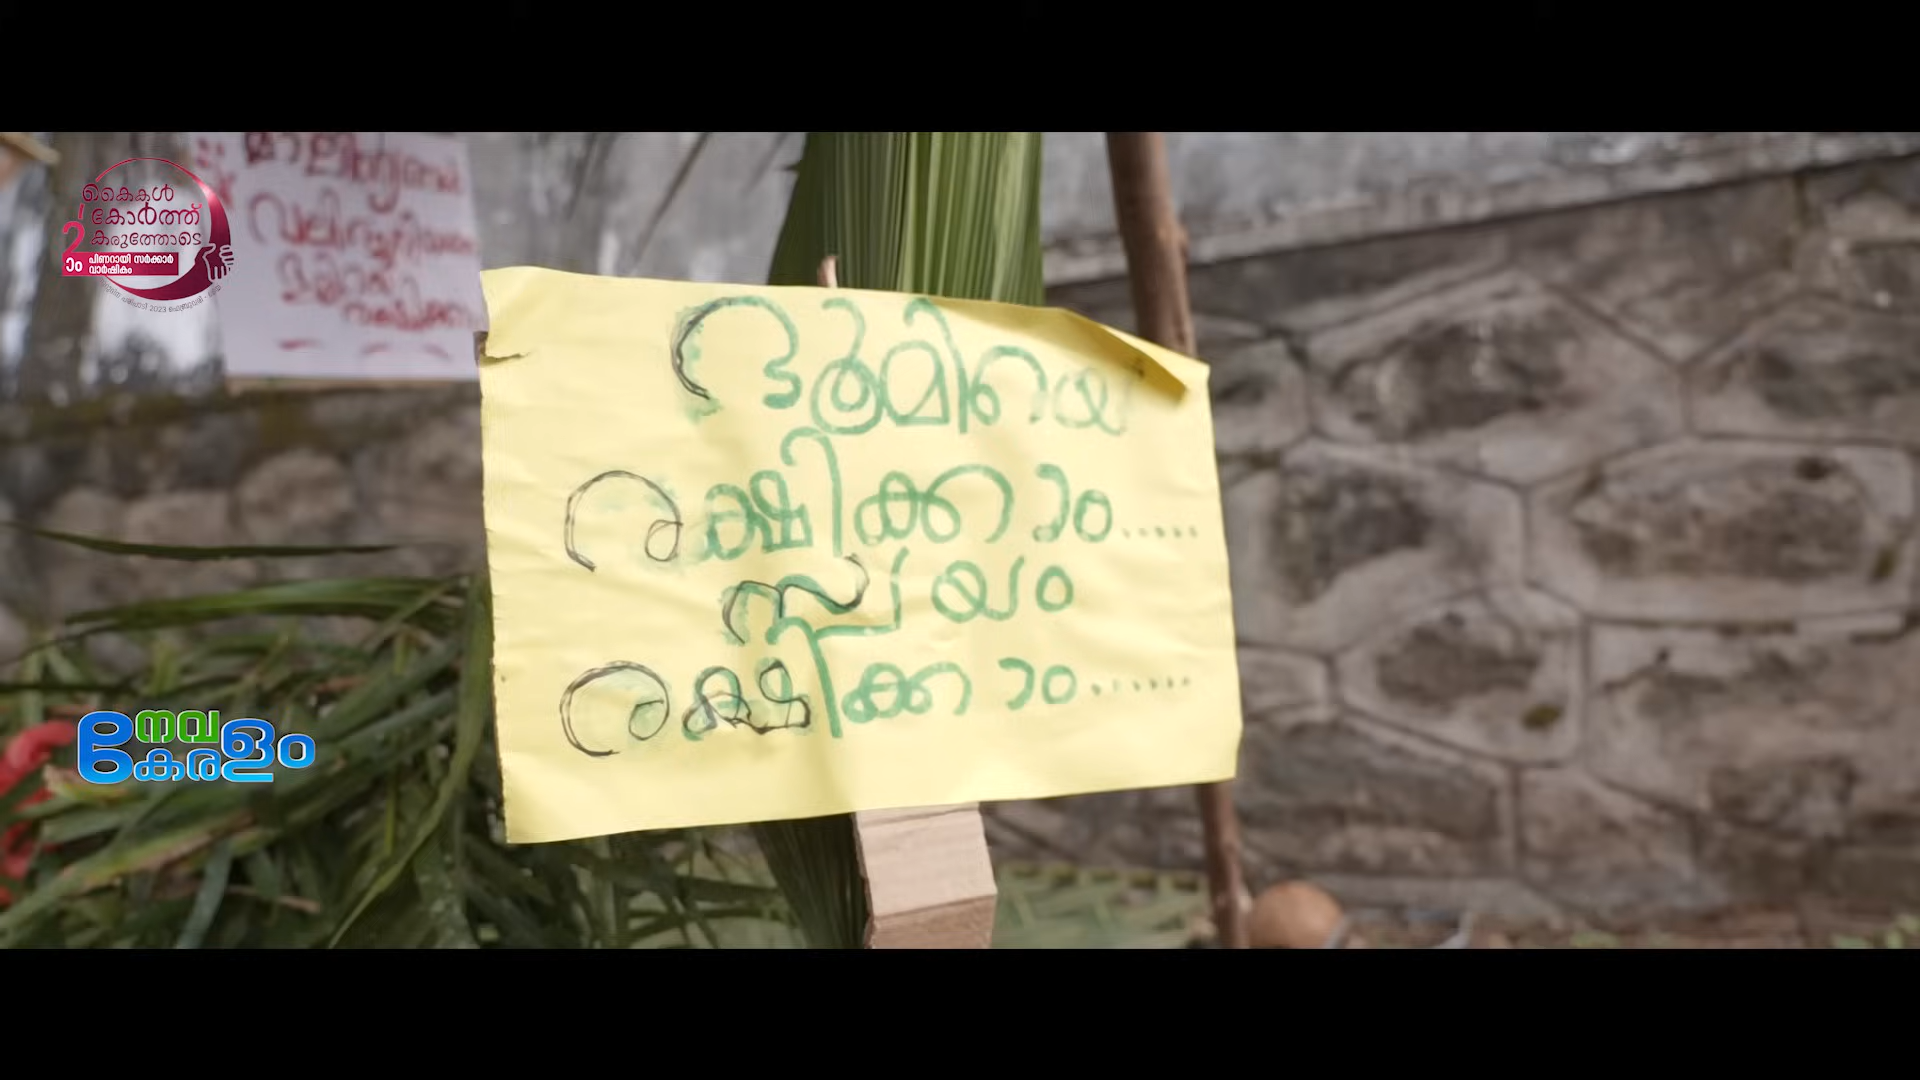 കൈകൾ
കോർത്ത്
കരുത്തോടെ
2ാം
പിണറായി സർക്കാർ
വാർഷികം
ഭൂമിയെ
രക്ഷിക്കാം......
സ്വയം
രക്ഷിക്കാം......
നവ
കേരളം